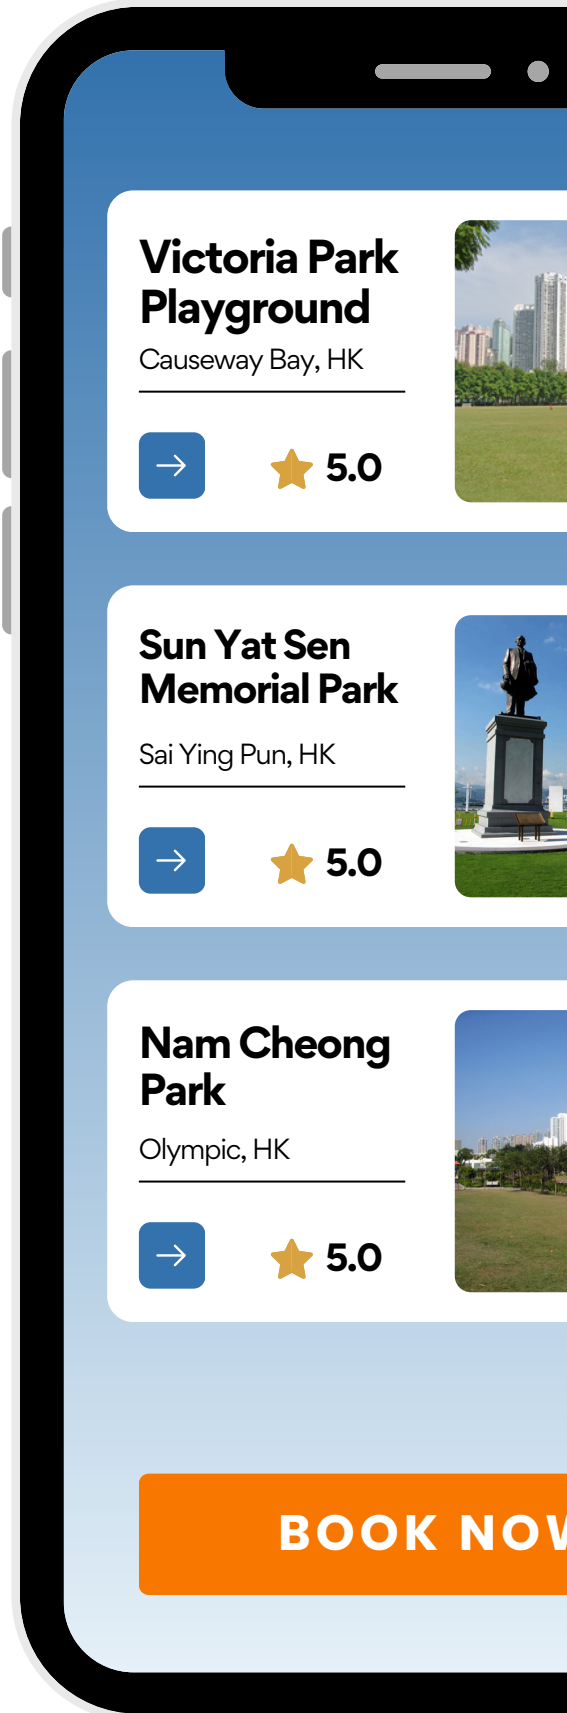 Victoria Park
Playground
Causeway Bay, HK
5.0
Sun Yat Sen
Memorial Park
Sai Ying Pun, HK
5.0
Nam Cheong
Park
Olympic, HK
5.0
BOOK NOW